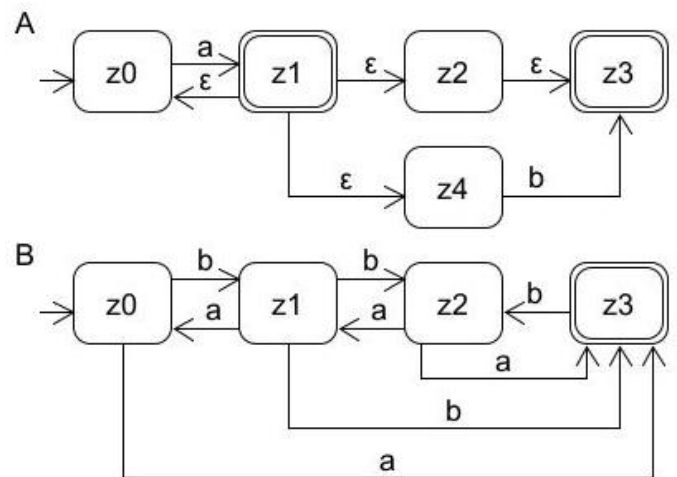 A
z0 a z1 ε z2 ε z3
ε
ε z4 b
B
z0 b z1 b z2 b z3
a a
a
b
a